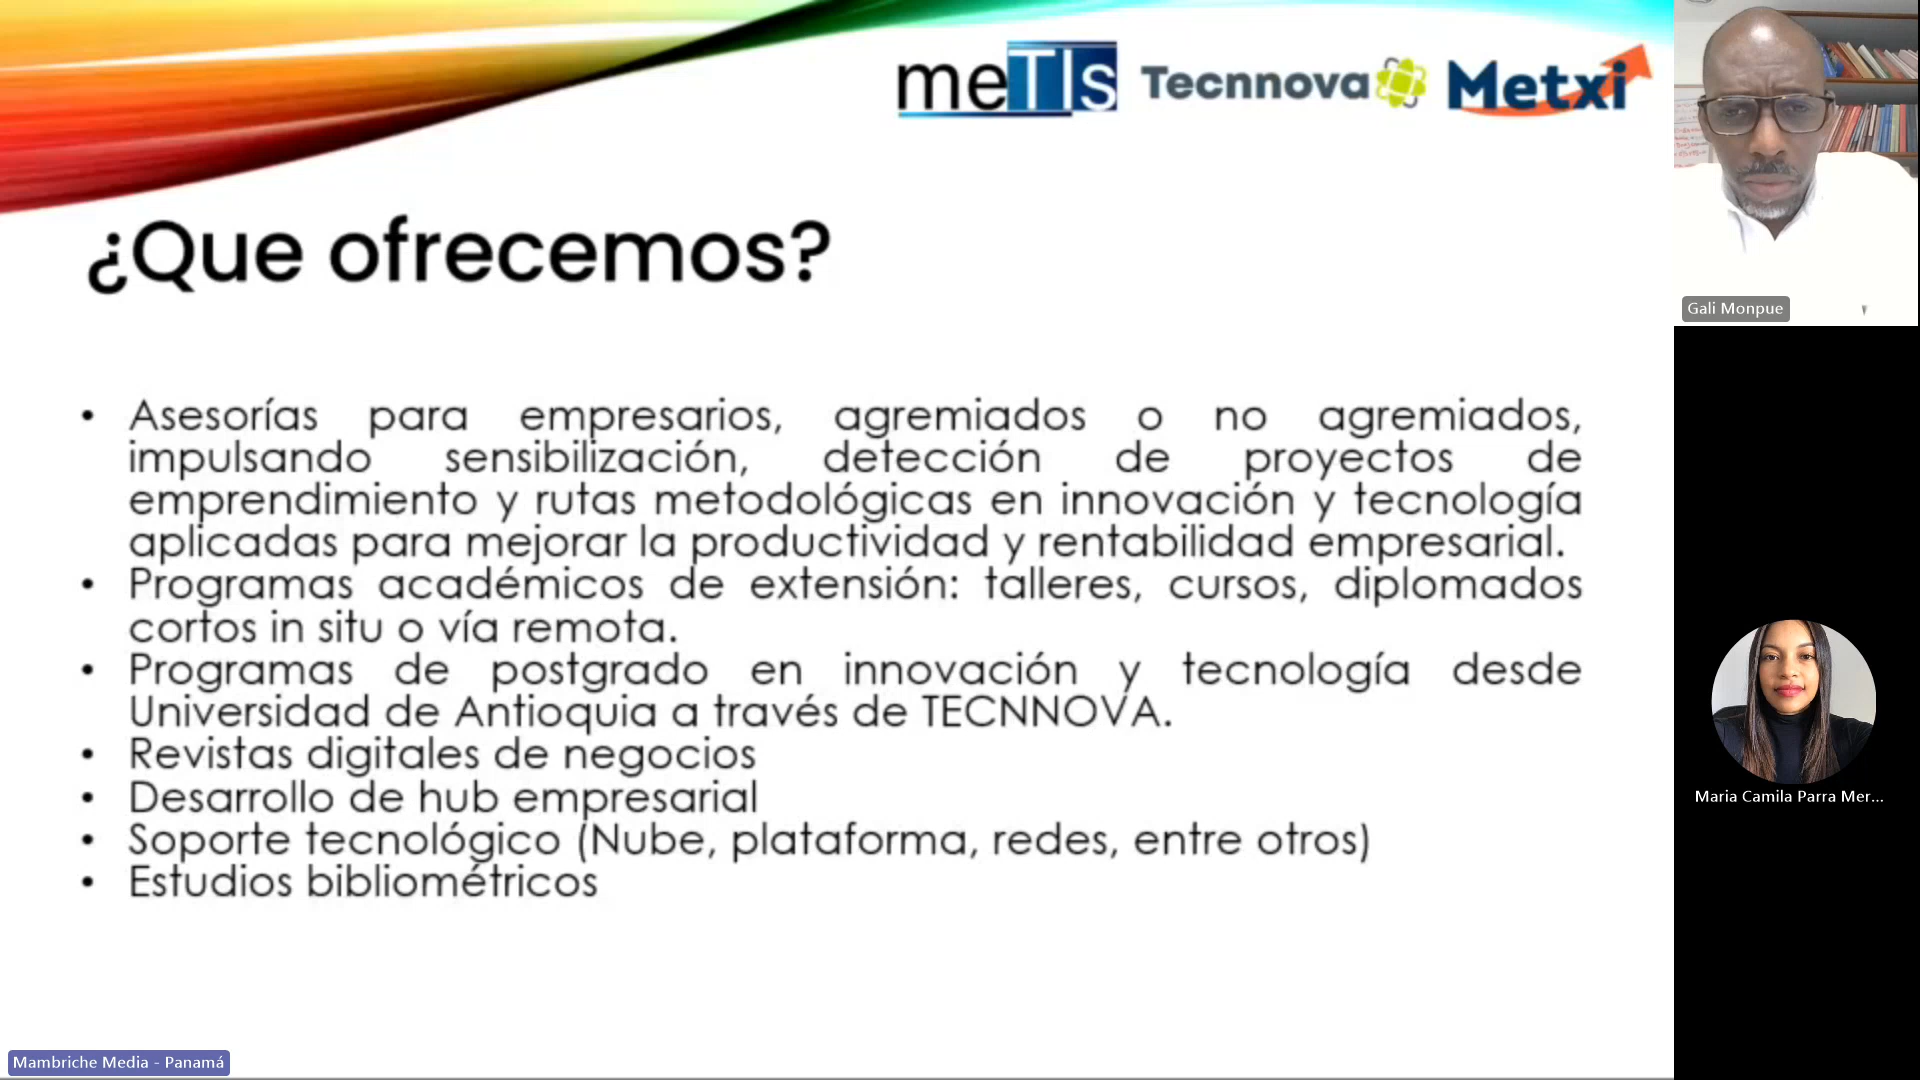 meTIs Tecnnova Metxi
¿Que ofrecemos?
• Asesorías para empresarios, agremiados o no agremiados,
impulsando sensibilización, detección de proyectos de
emprendimiento y rutas metodológicas en innovación y tecnología
aplicadas para mejorar la productividad y rentabilidad empresarial.
• Programas académicos de extensión: talleres, cursos, diplomados
cortos in situ o vía remota.
• Programas de postgrado en innovación y tecnología desde
Universidad de Antioquia a través de TECNNOVA.
• Revistas digitales de negocios
• Desarrollo de hub empresarial
• Soporte tecnológico (Nube, plataforma, redes, entre otros)
• Estudios bibliométricos
Mambriche Media - Panamá
Gali Monpue
Maria Camila Parra Mer...